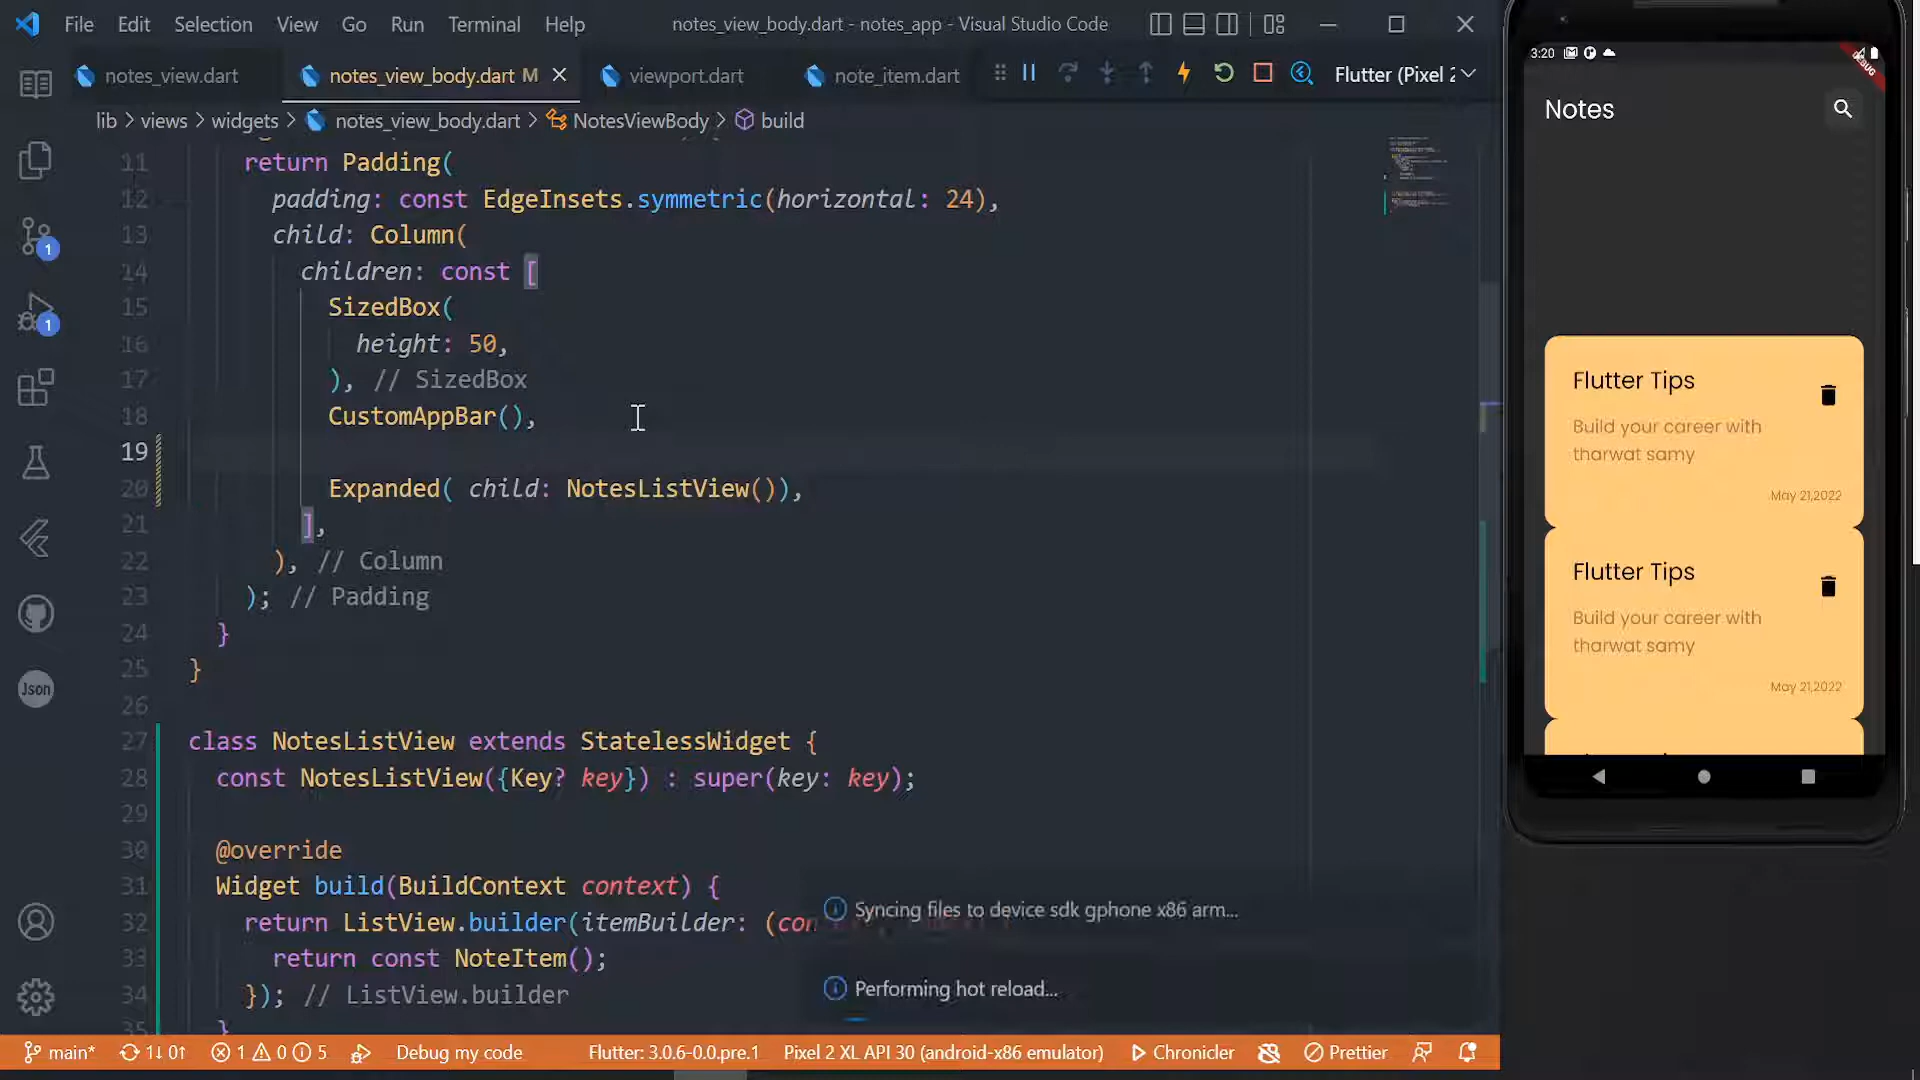 File Edit Selection View Go Run Terminal Help notes_view_body.dart - notes_app - Visual Studio Code
notes_view.dart notes_view_body.dart M viewport.dart note_item.dart Flutter (Pixel 2
lib > views > widgets > notes_view_body.dart > NotesViewBody > build
11 return Padding(
12 padding: const EdgeInsets.symmetric(horizontal: 24),
13 child: Column(
14 children: const [
15 SizedBox(
16 height: 50,
17 ), // SizedBox
18 CustomAppBar(),
19
20 Expanded( child: NotesListView()),
21 ],
22 ), // Column
23 ); // Padding
24 }
25 }
26
27 class NotesListView extends StatelessWidget {
28 const NotesListView({Key? key}) : super(key: key);
29
30 @override
31 Widget build(BuildContext context) {
32 return ListView.builder(itemBuilder: (con
33 return const NoteItem();
34 }); // ListView.builder
35 }
1
1
Json
Syncing files to device sdk gphone x86 arm...
Performing hot reload...
main* 1↓ 0↑ 1 0 5 Debug my code Flutter: 3.0.6-0.0.pre.1 Pixel 2 XL API 30 (android-x86 emulator) Chronicler Prettier
3:20
DEBUG
Notes
Flutter Tips
Build your career with
tharwat samy
May 21,2022
Flutter Tips
Build your career with
tharwat samy
May 21,2022